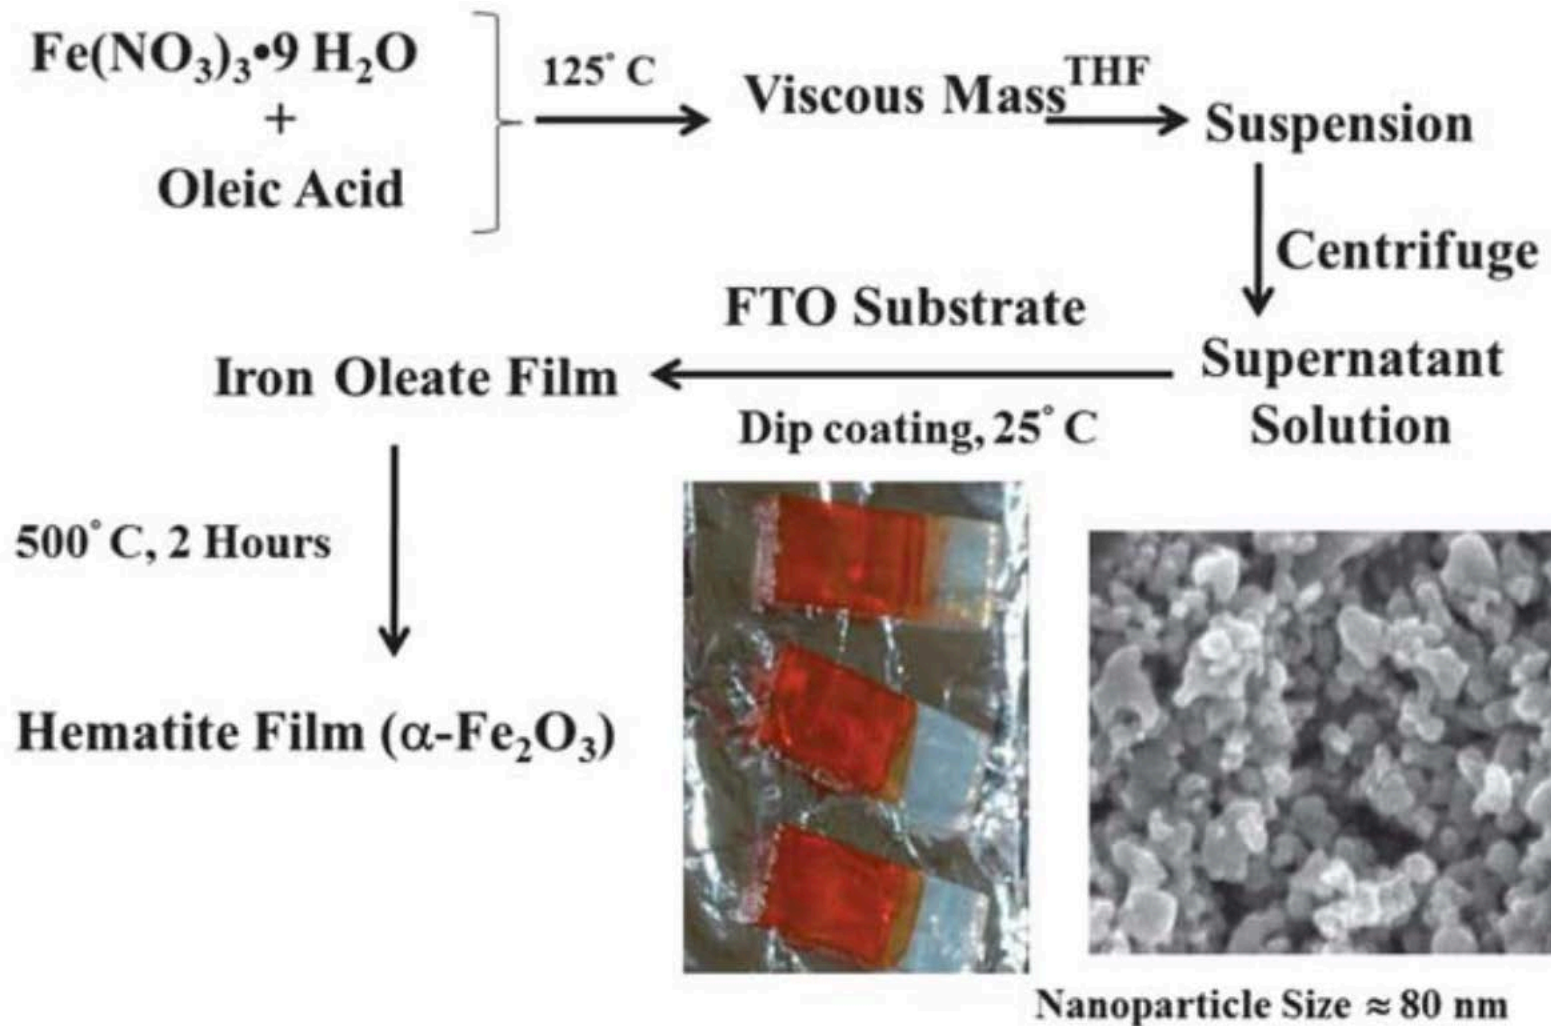 Fe(NO₃)₃•9 H₂O
+
Oleic Acid
125° C
Viscous Mass
THF
Suspension
Centrifuge
Supernatant
Solution
FTO Substrate
Dip coating, 25° C
Iron Oleate Film
500° C, 2 Hours
Hematite Film (α-Fe₂O₃)
Nanoparticle Size ≈ 80 nm